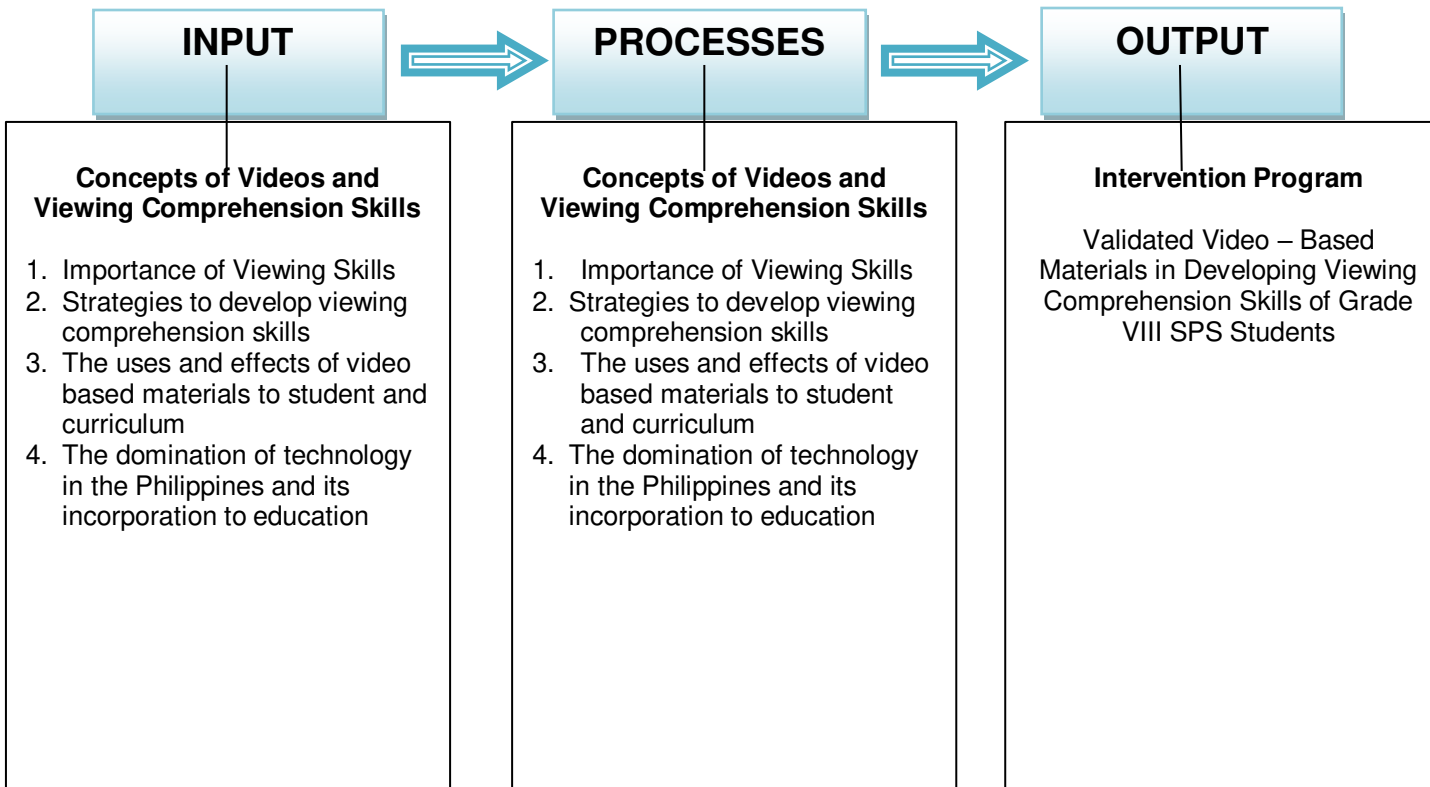 INPUT
PROCESSES
OUTPUT
Concepts of Videos and
Viewing Comprehension Skills
1. Importance of Viewing Skills
2. Strategies to develop viewing
comprehension skills
3. The uses and effects of video
based materials to student and
curriculum
4. The domination of technology
in the Philippines and its
incorporation to education
Concepts of Videos and
Viewing Comprehension Skills
1. Importance of Viewing Skills
2. Strategies to develop viewing
comprehension skills
3. The uses and effects of video
based materials to student
and curriculum
4. The domination of technology
in the Philippines and its
incorporation to education
Intervention Program
Validated Video – Based
Materials in Developing Viewing
Comprehension Skills of Grade
VIII SPS Students